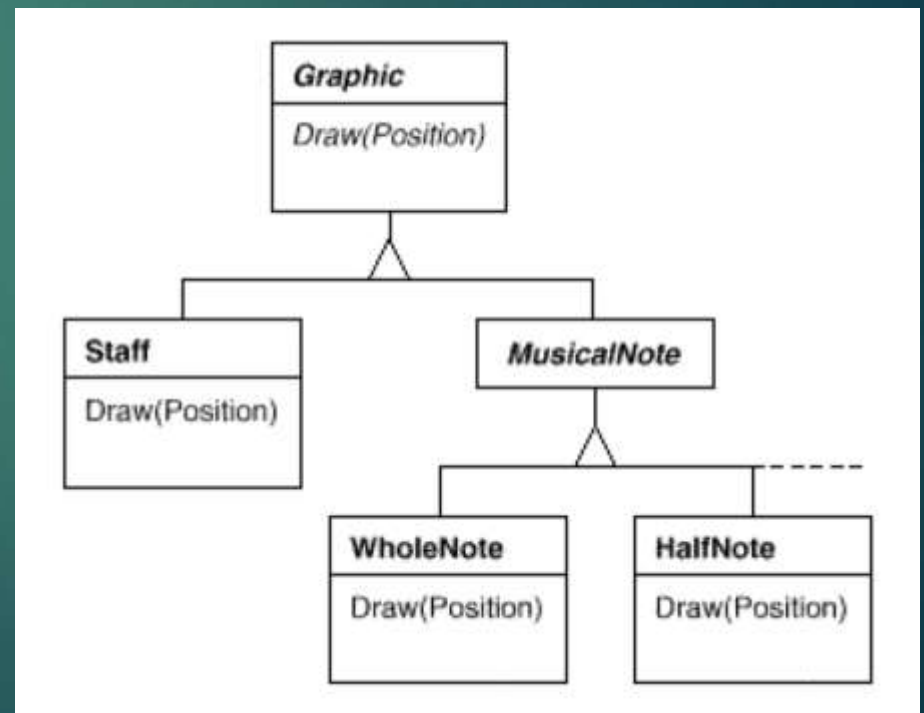 Graphic
Draw(Position)
Staff
Draw(Position)
MusicalNote
WholeNote
Draw(Position)
HalfNote
Draw(Position)